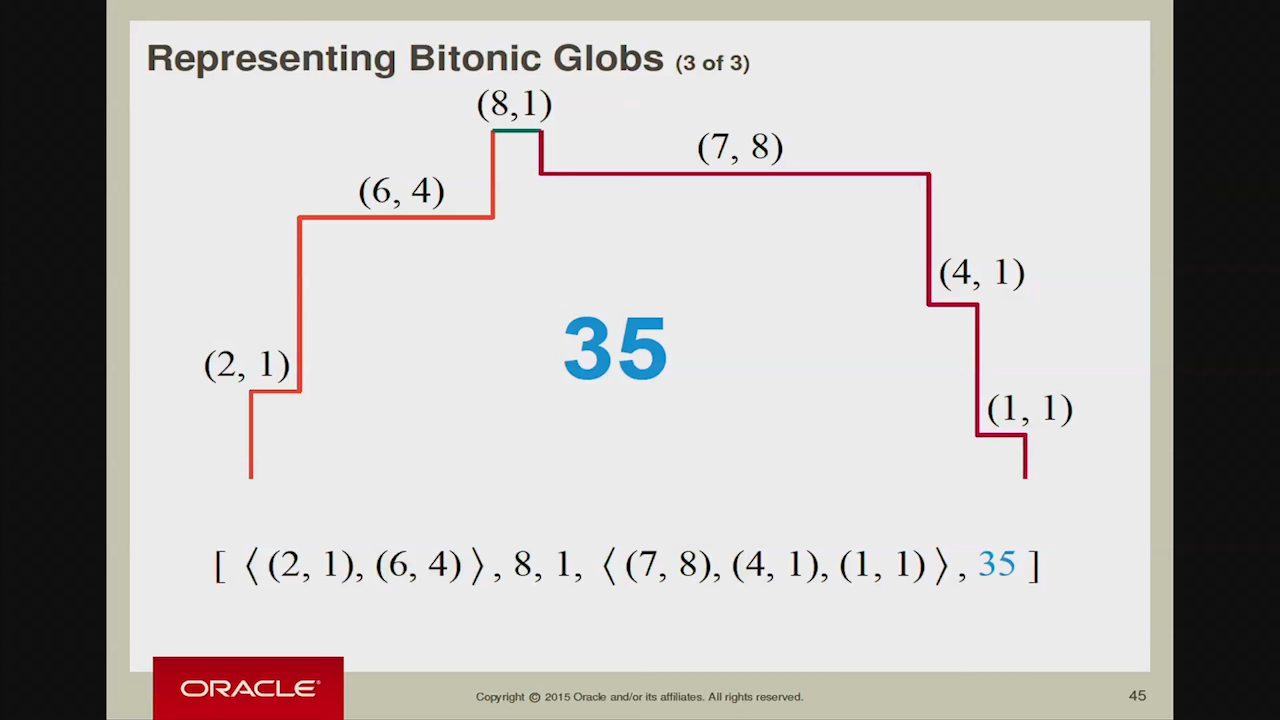 Representing Bitonic Globs (3 of 3)
(8,1)
(7, 8)
(6, 4)
(4, 1)
35
(2, 1)
(1, 1)
[ ⟨(2, 1), (6, 4)⟩, 8, 1, ⟨(7, 8), (4, 1), (1, 1)⟩, 35 ]
ORACLE®
Copyright © 2015 Oracle and/or its affiliates. All rights reserved.
45